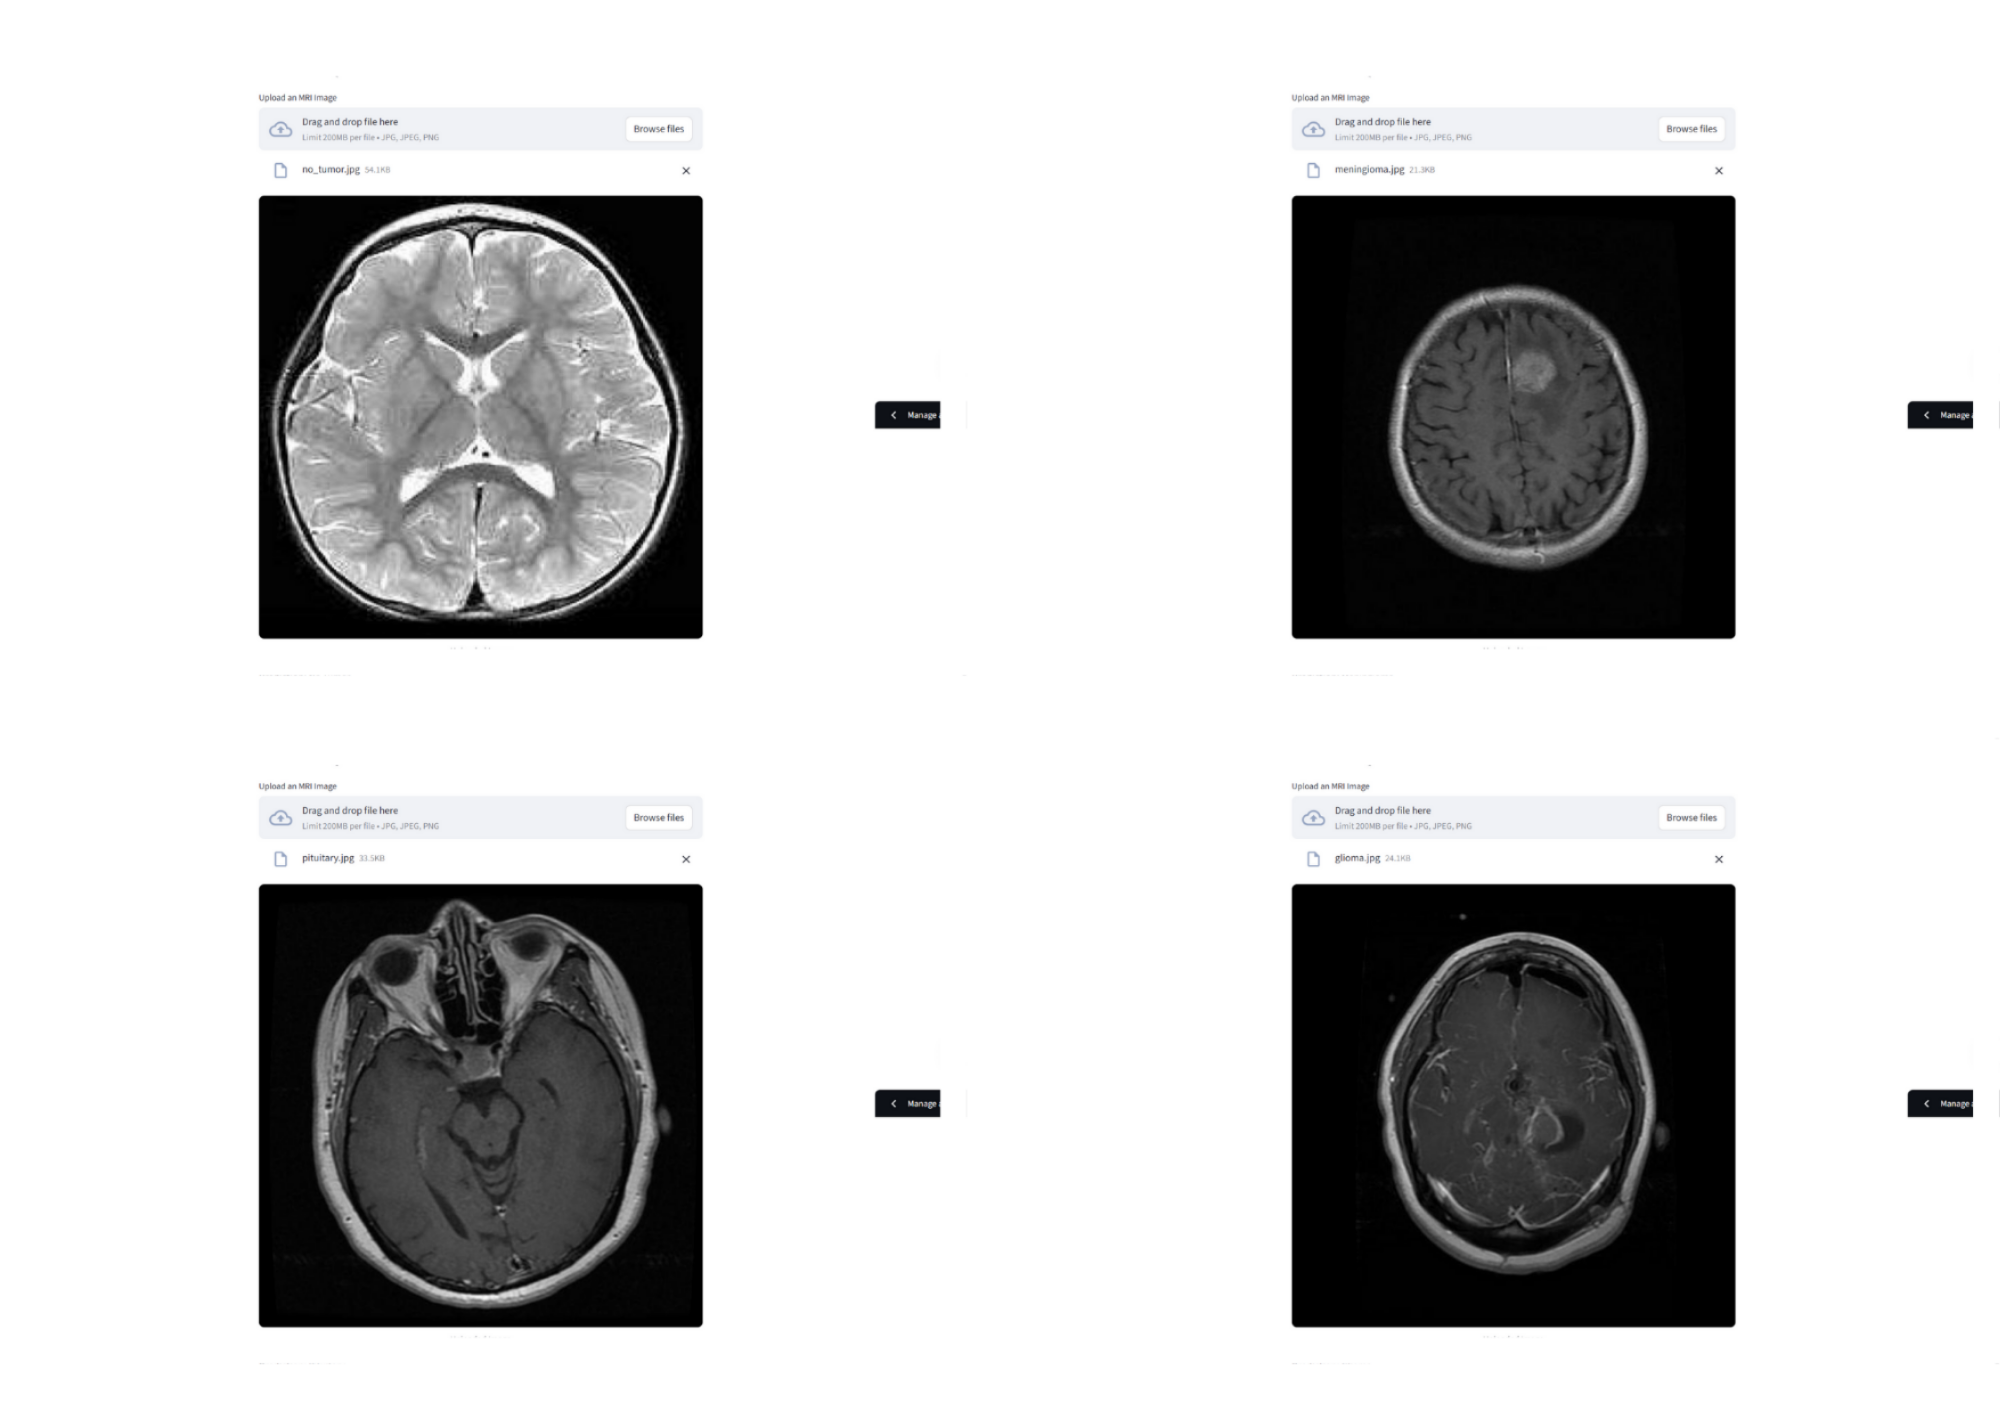 Upload an MRI Image
Drag and drop file here
Limit 200MB per file • JPG, JPEG, PNG
Browse files
no_tumor.jpg 54.1KB
Manage
Upload an MRI Image
Drag and drop file here
Limit 200MB per file • JPG, JPEG, PNG
Browse files
meningioma.jpg 21.3KB
Manage
Upload an MRI Image
Drag and drop file here
Limit 200MB per file • JPG, JPEG, PNG
Browse files
pituitary.jpg 33.5KB
Manage
Upload an MRI Image
Drag and drop file here
Limit 200MB per file • JPG, JPEG, PNG
Browse files
glioma.jpg 24.1KB
Manage